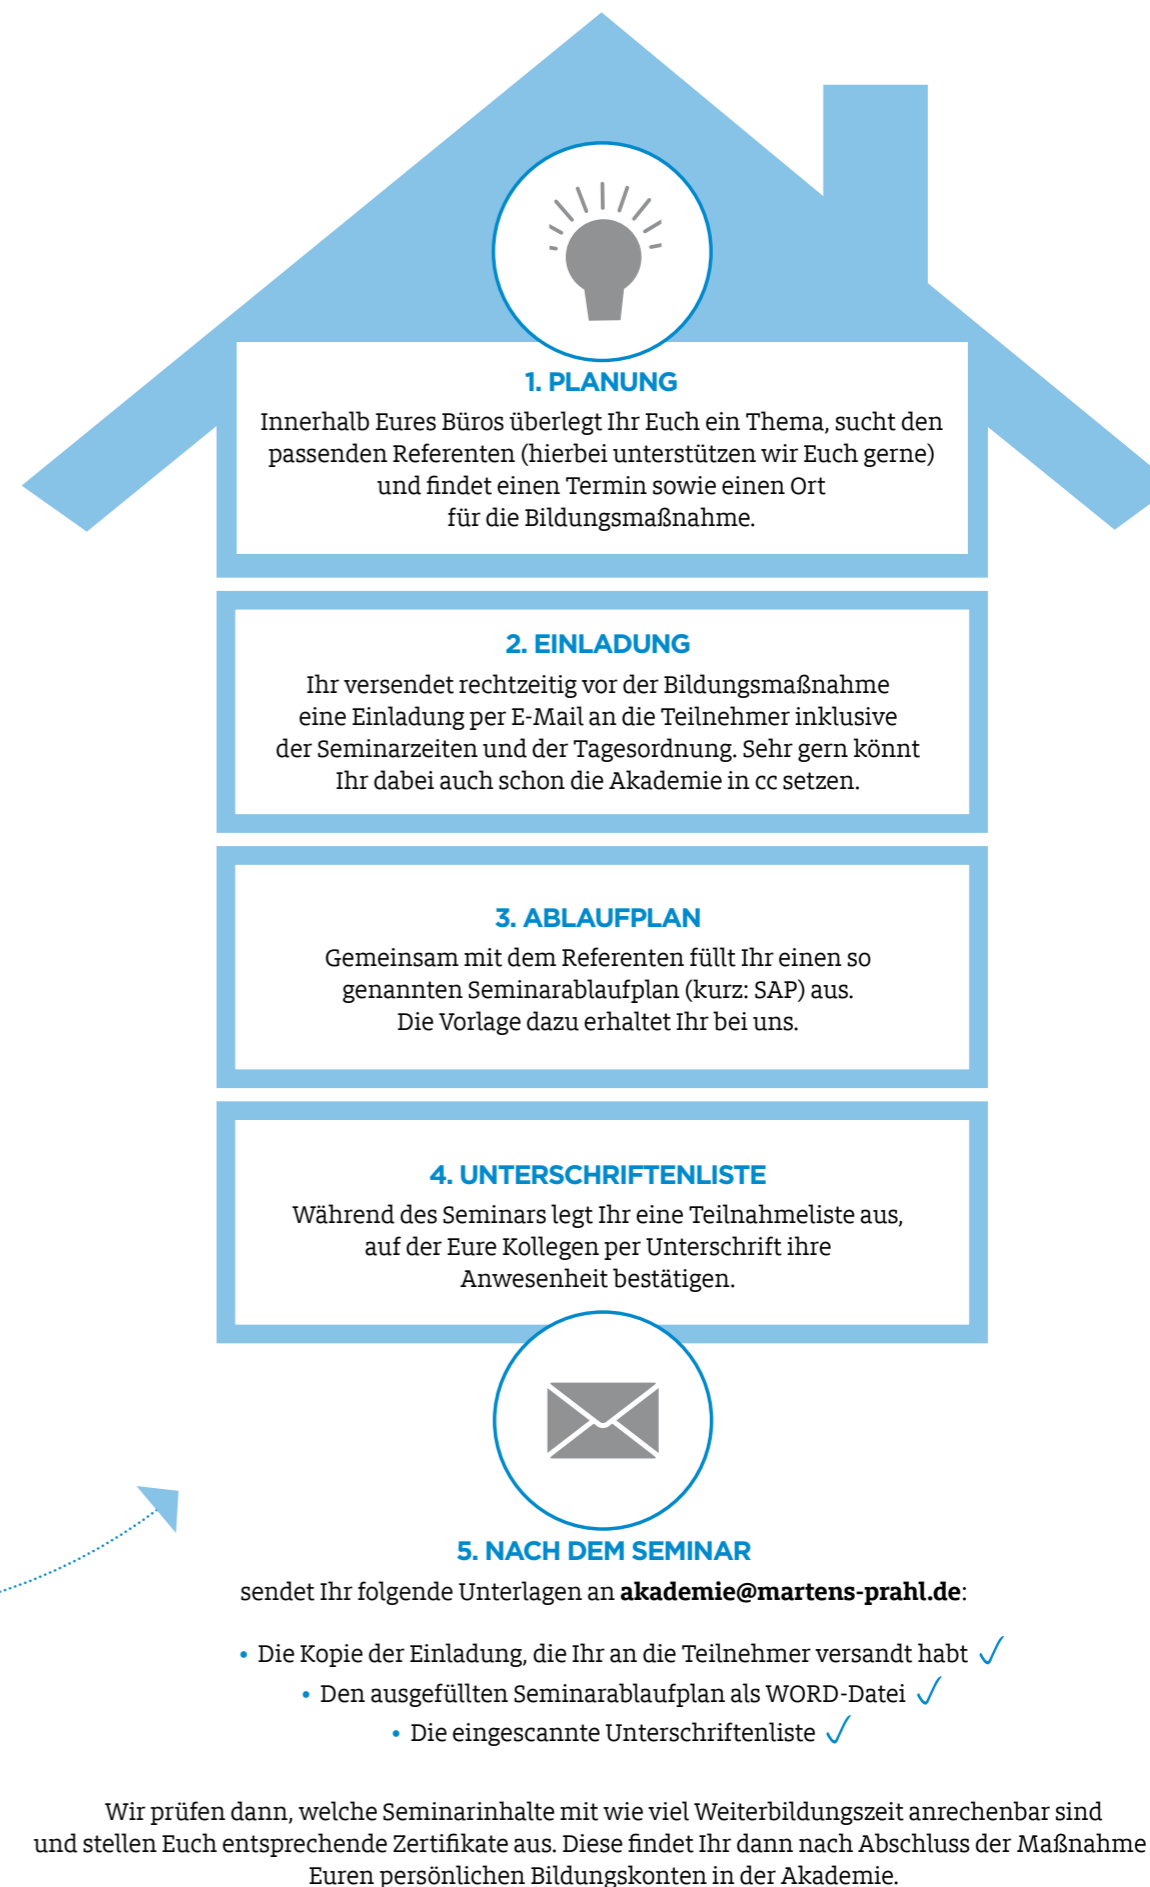 1. PLANUNG
Innerhalb Eures Büros überlegt Ihr Euch ein Thema, sucht den
passenden Referenten (hierbei unterstützen wir Euch gerne)
und findet einen Termin sowie einen Ort
für die Bildungsmaßnahme.
2. EINLADUNG
Ihr versendet rechtzeitig vor der Bildungsmaßnahme
eine Einladung per E-Mail an die Teilnehmer inklusive
der Seminarzeiten und der Tagesordnung. Sehr gern könnt
Ihr dabei auch schon die Akademie in cc setzen.
3. ABLAUFPLAN
Gemeinsam mit dem Referenten füllt Ihr einen so
genannten Seminarablaufplan (kurz: SAP) aus.
Die Vorlage dazu erhaltet Ihr bei uns.
4. UNTERSCHRIFTENLISTE
Während des Seminars legt Ihr eine Teilnahmeliste aus,
auf der Eure Kollegen per Unterschrift ihre
Anwesenheit bestätigen.
5. NACH DEM SEMINAR
sendet Ihr folgende Unterlagen an akademie@martens-prahl.de:
• Die Kopie der Einladung, die Ihr an die Teilnehmer versandt habt ✓
• Den ausgefüllten Seminarablaufplan als WORD-Datei ✓
• Die eingescannte Unterschriftenliste ✓
Wir prüfen dann, welche Seminarinhalte mit wie viel Weiterbildungszeit anrechenbar sind
und stellen Euch entsprechende Zertifikate aus. Diese findet Ihr dann nach Abschluss der Maßnahme
Euren persönlichen Bildungskonten in der Akademie.